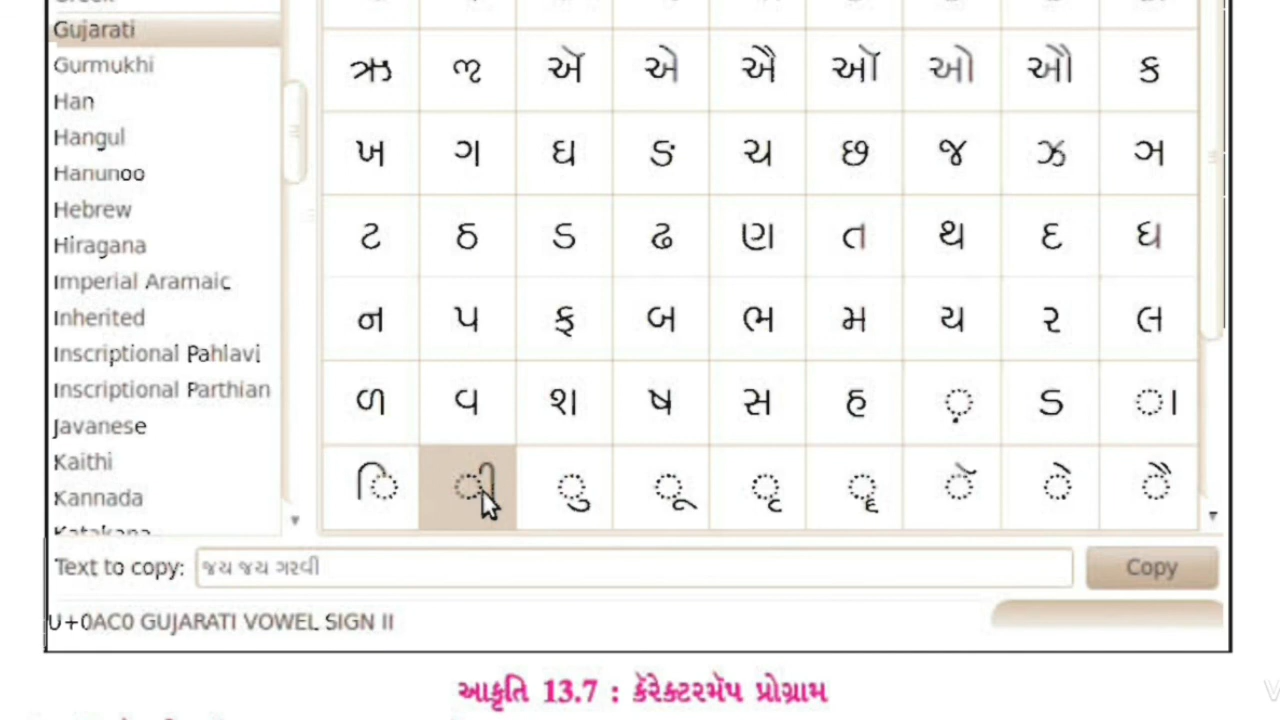 Gujarati
Gurmukhi
Han
Hangul
Hanunoo
Hebrew
Hiragana
Imperial Aramaic
Inherited
Inscriptional Pahlavi
Inscriptional Parthian
Javanese
Kaithi
Kannada
Katakana
ઋ ઌ ઍ એ ઐ ઑ ઓ ઔ ક
ખ ગ ઘ ઙ ચ છ જ ઝ ઞ
ટ ઠ ડ ઢ ણ ત થ દ ધ
ન પ ફ બ ભ મ ય ર લ
ળ વ શ ષ સ હ ઼ ઽ ા
િ ી ુ ૂ ૃ ૄ ૅ ે ૈ
Text to copy: જય જય ગરવી Copy
U+0AC0 GUJARATI VOWEL SIGN II
આકૃતિ 13.7 : કૅરેક્ટરમૅપ પ્રોગ્રામ